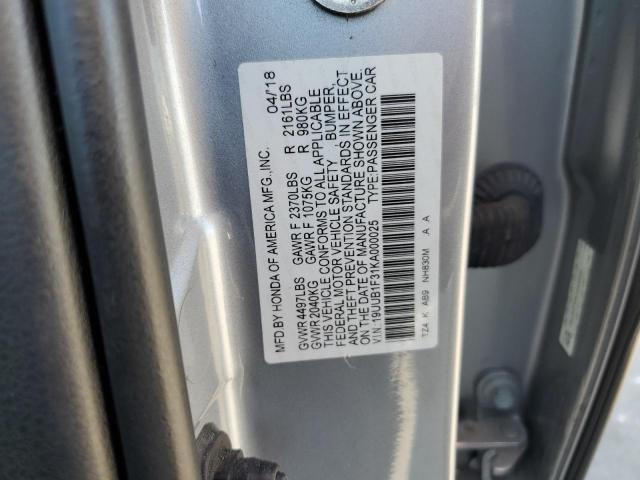 MFD.BY HONDA OF AMERICA MFG.,INC. 04/'18
GVWR 4497LBS GAWR F 2370LBS R 2161LBS
GVWR 2040KG GAWR F 1075KG R 980KG
THIS VEHICLE CONFORMS TO ALL APPLICABLE
FEDERAL MOTOR VEHICLE SAFETY, BUMPER,
AND THEFT PREVENTION STANDARDS IN EFFECT
ON THE DATE OF MANUFACTURE SHOWN ABOVE.
V.I.N.:19UUB1F31KA000025 TYPE:PASSENGER CAR
TZ4 K AB9 NH830M A A